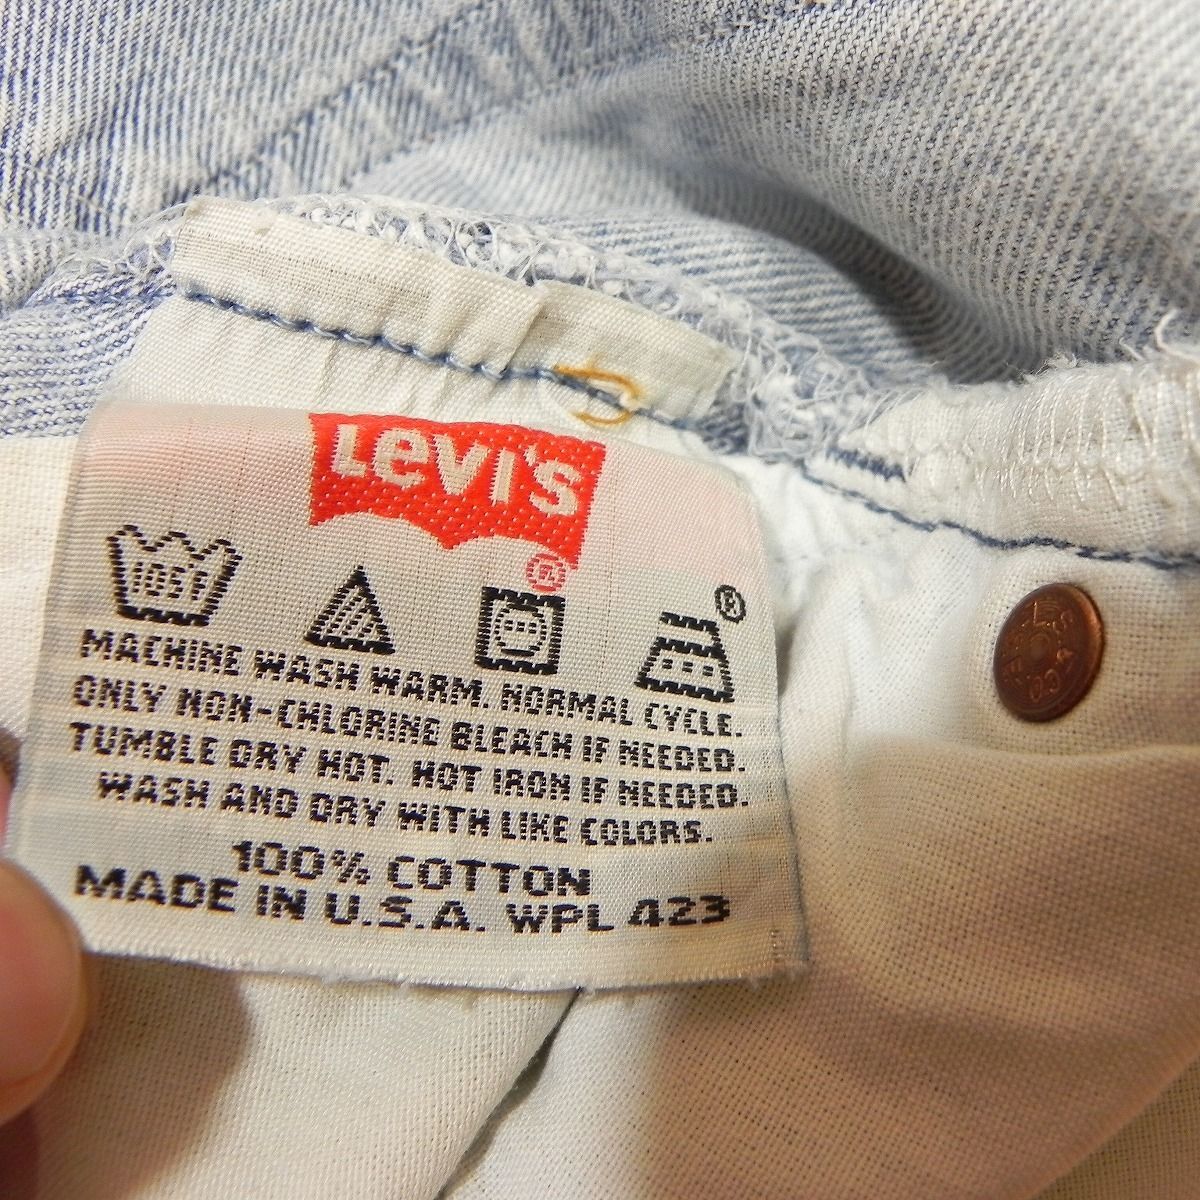 Levi's
®
105°F
®
MACHINE WASH WARM. NORMAL CYCLE.
ONLY NON-CHLORINE BLEACH IF NEEDED.
TUMBLE DRY HOT. HOT IRON IF NEEDED.
WASH AND DRY WITH LIKE COLORS.
100% COTTON
MADE IN U.S.A. WPL 423